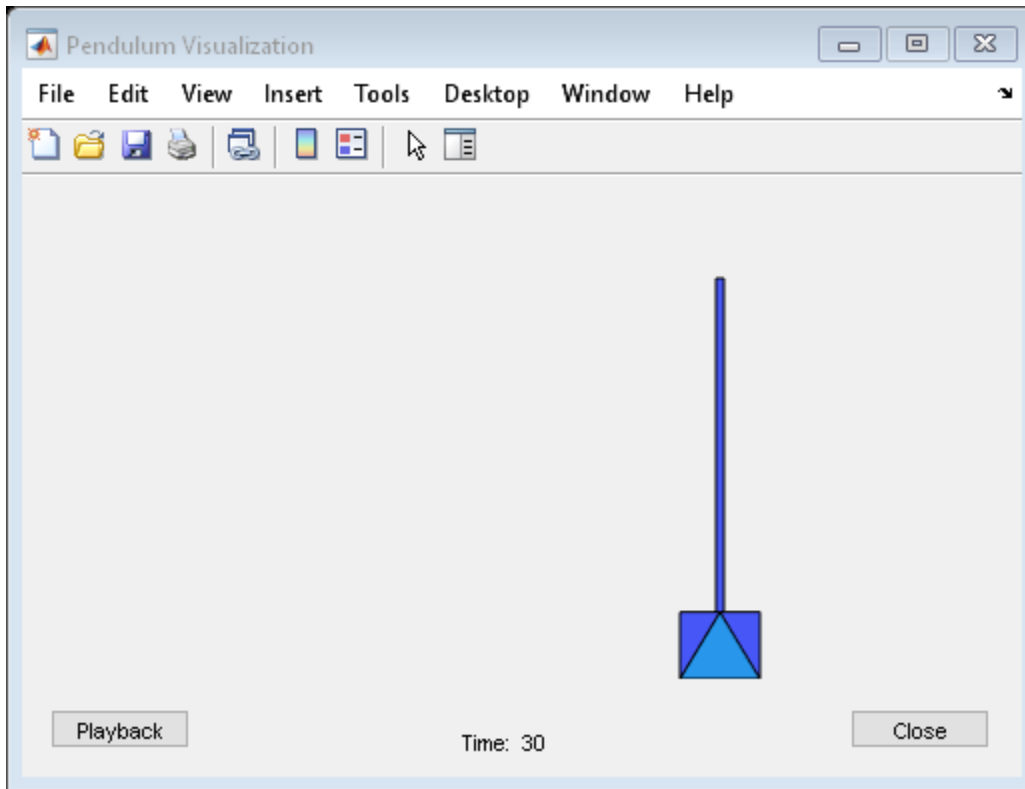 Pendulum Visualization
File Edit View Insert Tools Desktop Window Help
Playback Time: 30 Close